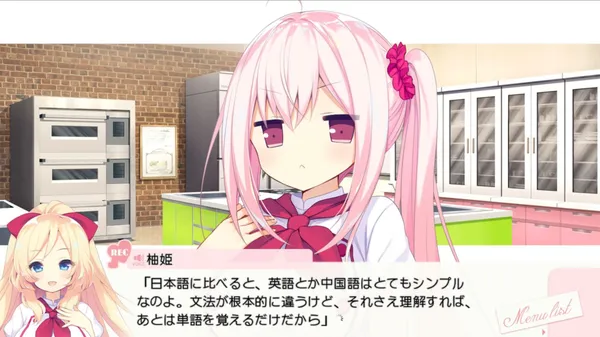 REC
柚姫
「日本語に比べると、英語とか中国語はとてもシンプル
なのよ。文法が根本的に違うけど、それさえ理解すれば、
あとは単語を覚えるだけだから」
Menu list